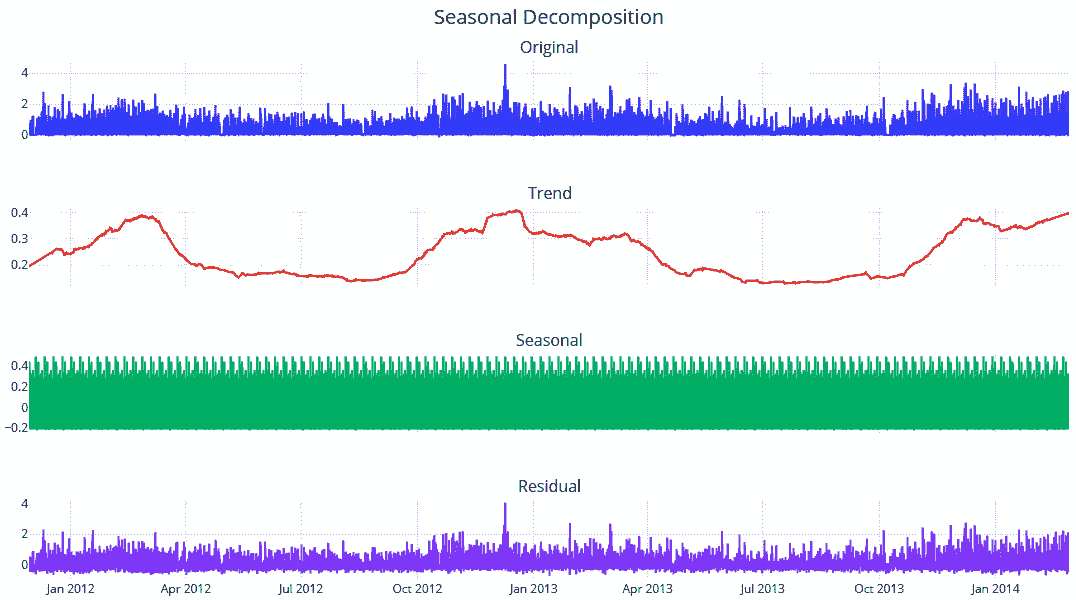 Seasonal Decomposition
Original
4
2
0
Trend
0.4
0.3
0.2
Seasonal
0.4
0.2
0
−0.2
Residual
4
2
0
Jan 2012 Apr 2012 Jul 2012 Oct 2012 Jan 2013 Apr 2013 Jul 2013 Oct 2013 Jan 2014